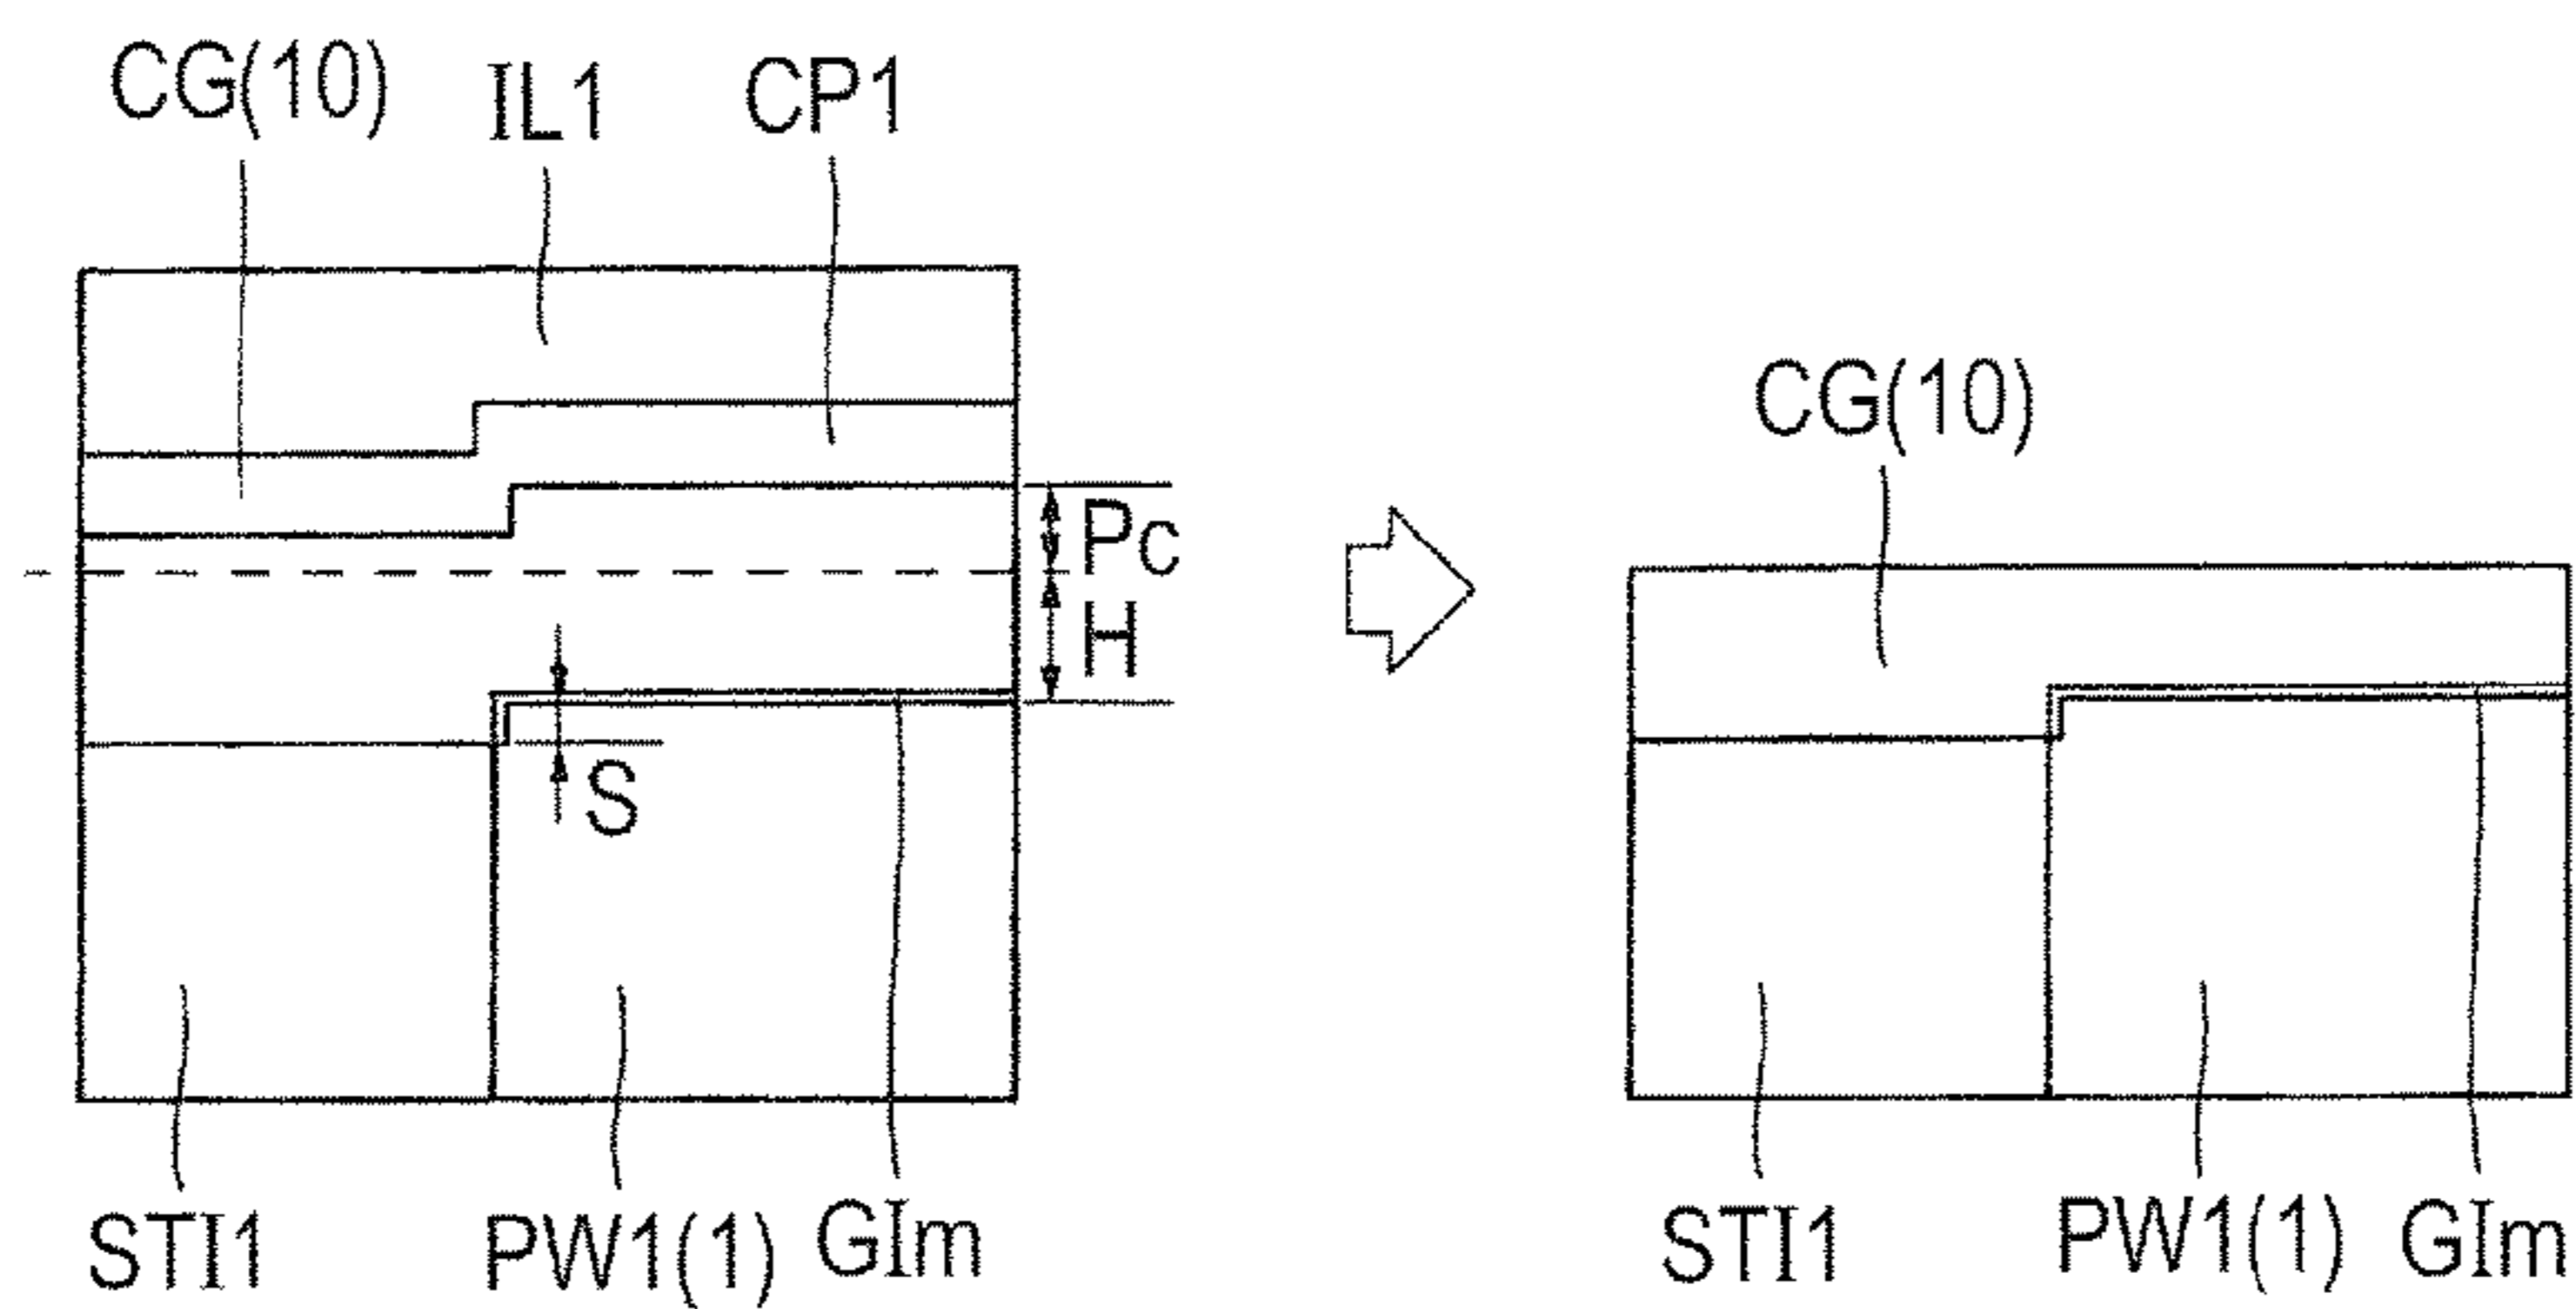 CG(10) IL1 CP1
CG(10)
PC
H
S
STI1 PW1(1) GIm
STI1 PW1(1) GIm